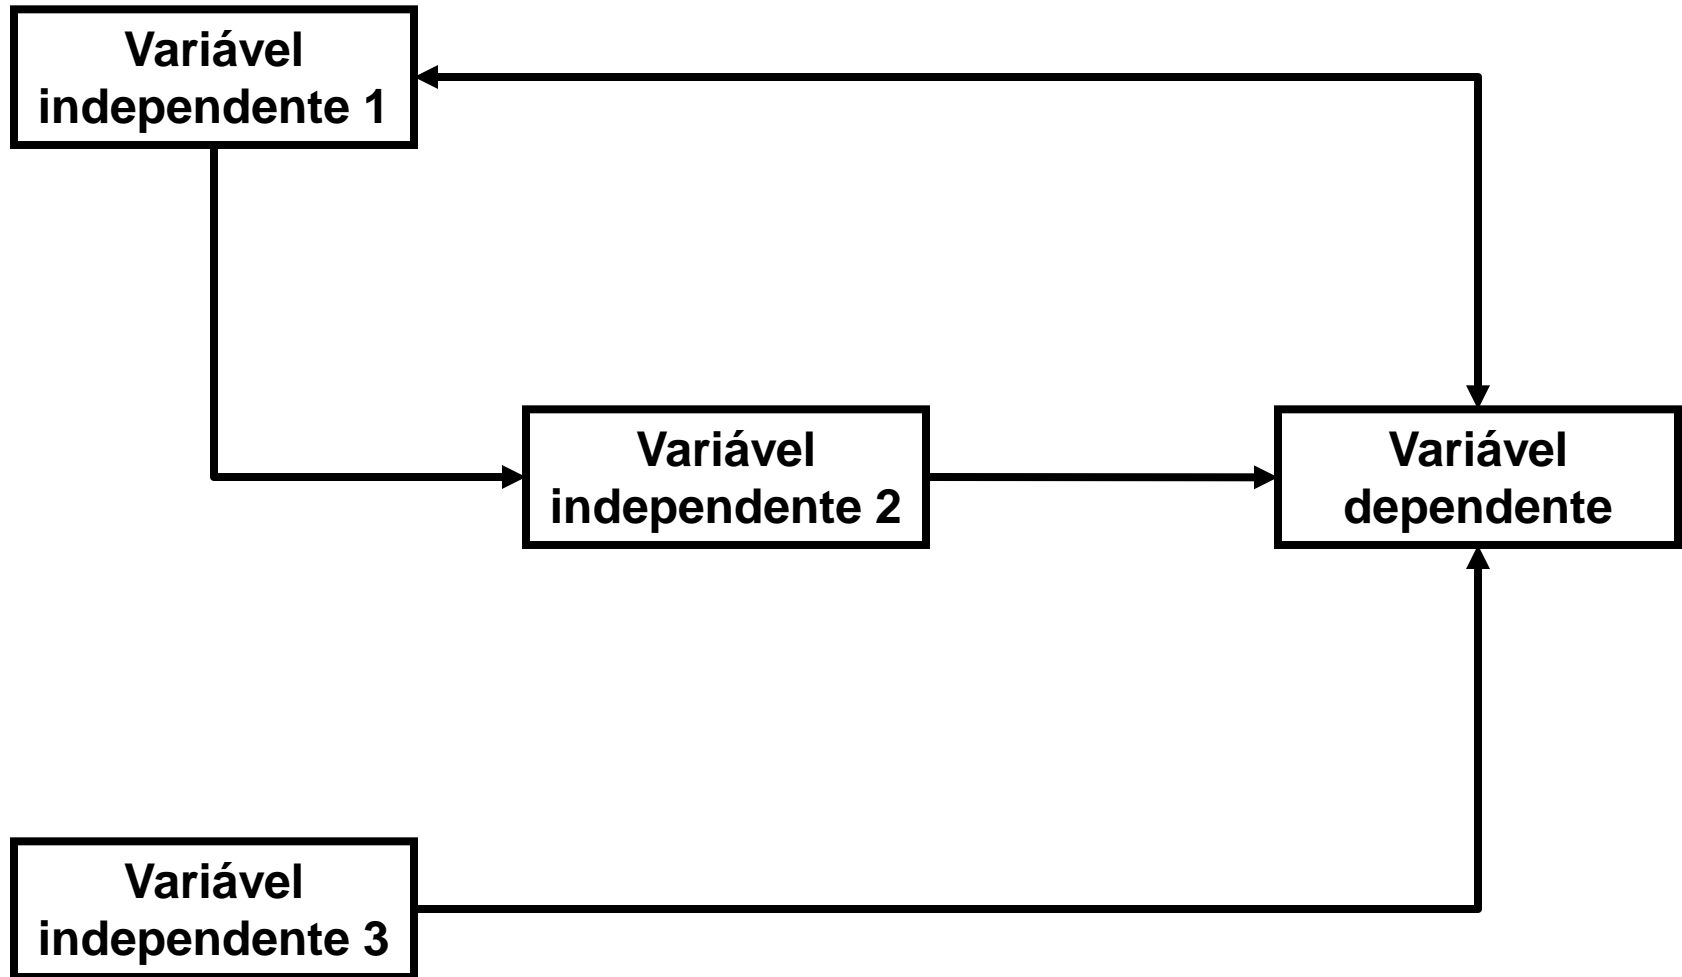 Variável
independente 1
Variável
independente 2
Variável
dependente
Variável
independente 3